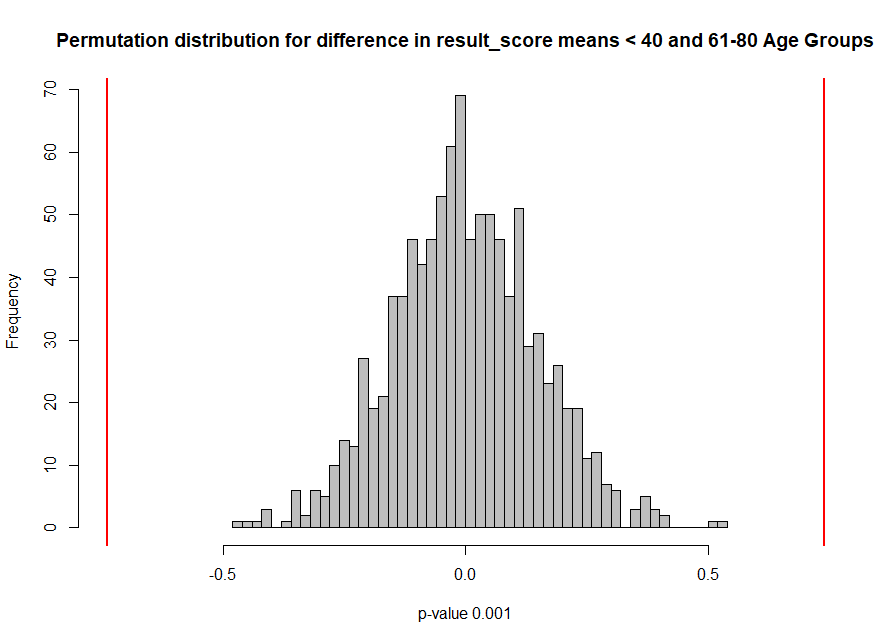 Permutation distribution for difference in result_score means < 40 and 61-80 Age Groups
70
60
50
40
30
20
10
0
Frequency
-0.5 0.0 0.5
p-value 0.001